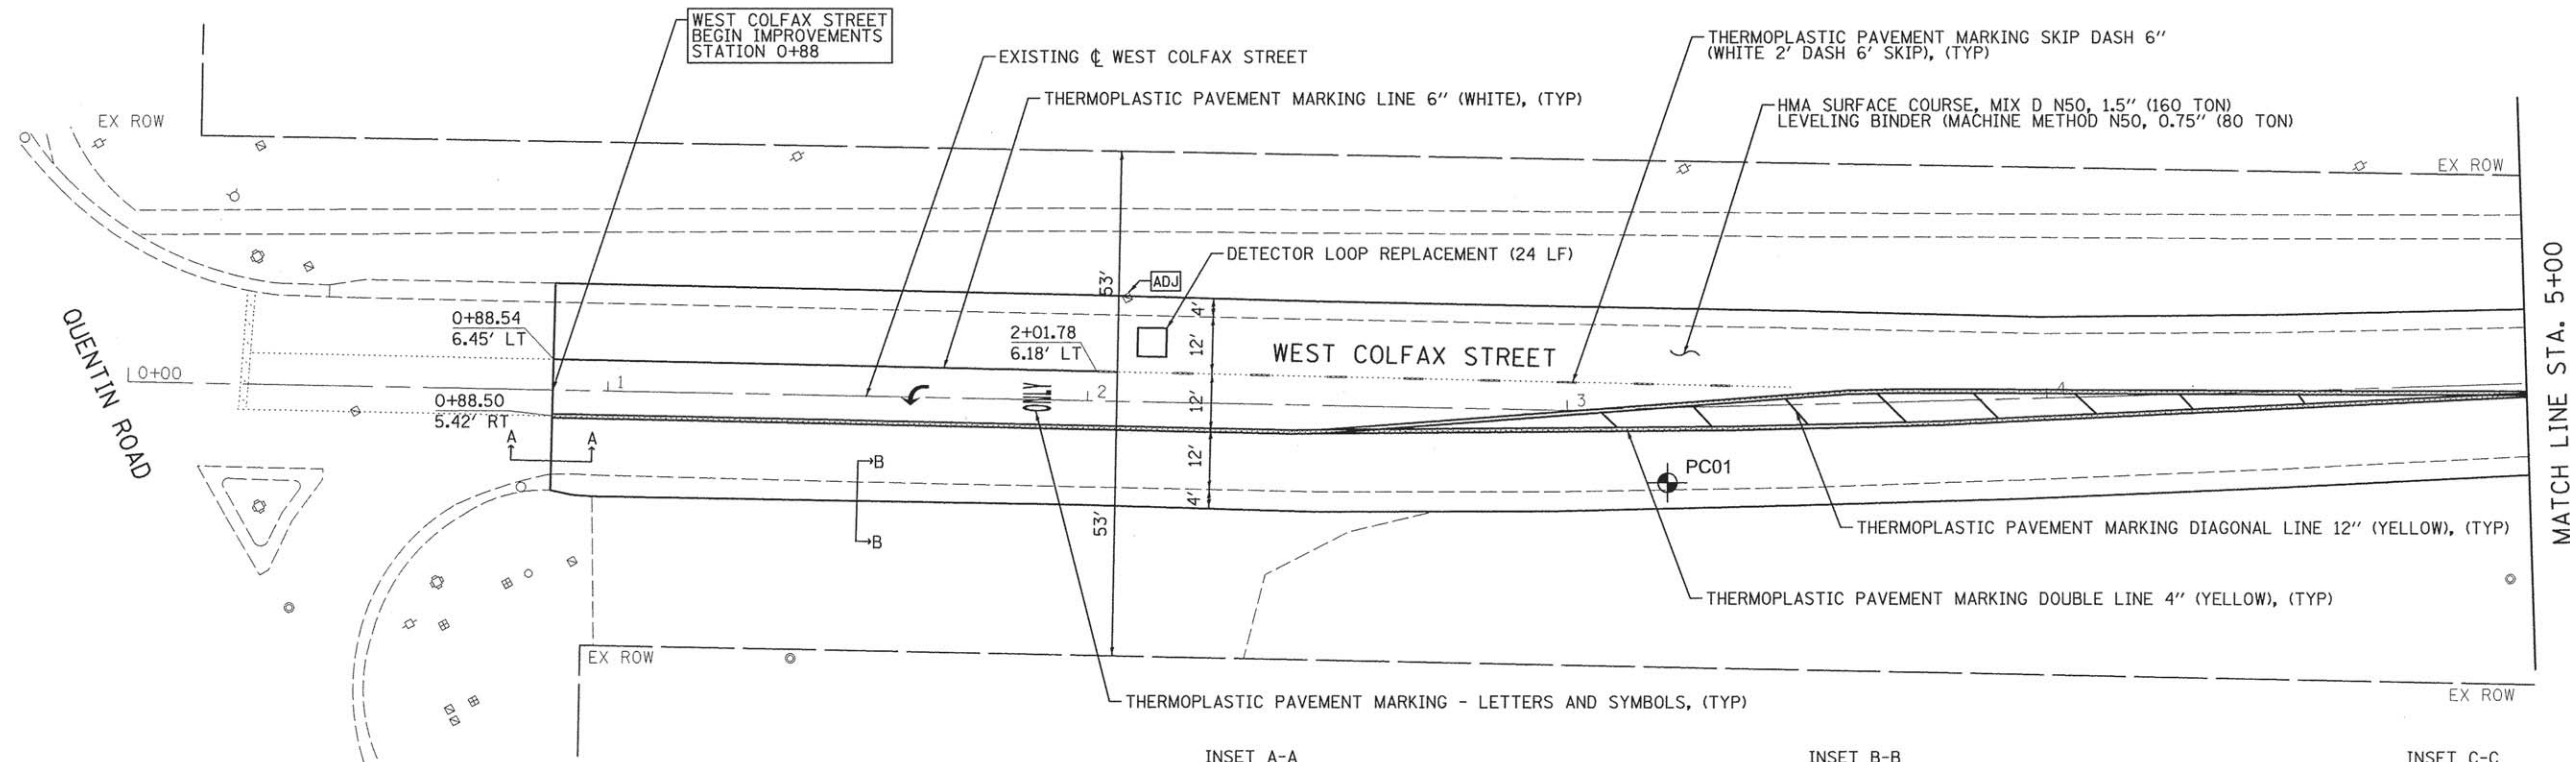 WEST COLFAX STREET
BEGIN IMPROVEMENTS
STATION 0+88
EXISTING ℄ WEST COLFAX STREET
THERMOPLASTIC PAVEMENT MARKING LINE 6" (WHITE), (TYP)
THERMOPLASTIC PAVEMENT MARKING SKIP DASH 6"
(WHITE 2' DASH 6' SKIP), (TYP)
HMA SURFACE COURSE, MIX D N50, 1.5" (160 TON)
LEVELING BINDER (MACHINE METHOD N50, 0.75" (80 TON)
EX ROW
EX ROW
DETECTOR LOOP REPLACEMENT (24 LF)
ADJ
53'
4'
12'
12'
12'
4'
53'
QUENTIN ROAD
0+00
0+88.54
6.45' LT
2+01.78
6.18' LT
WEST COLFAX STREET
1
2
3
4
0+88.50
5.42' RT
A
A
B
B
ONLY
PC01
MATCH LINE STA. 5+00
THERMOPLASTIC PAVEMENT MARKING DIAGONAL LINE 12" (YELLOW), (TYP)
THERMOPLASTIC PAVEMENT MARKING DOUBLE LINE 4" (YELLOW), (TYP)
EX ROW
EX ROW
THERMOPLASTIC PAVEMENT MARKING - LETTERS AND SYMBOLS, (TYP)
INSET A-A
INSET B-B
INSET C-C